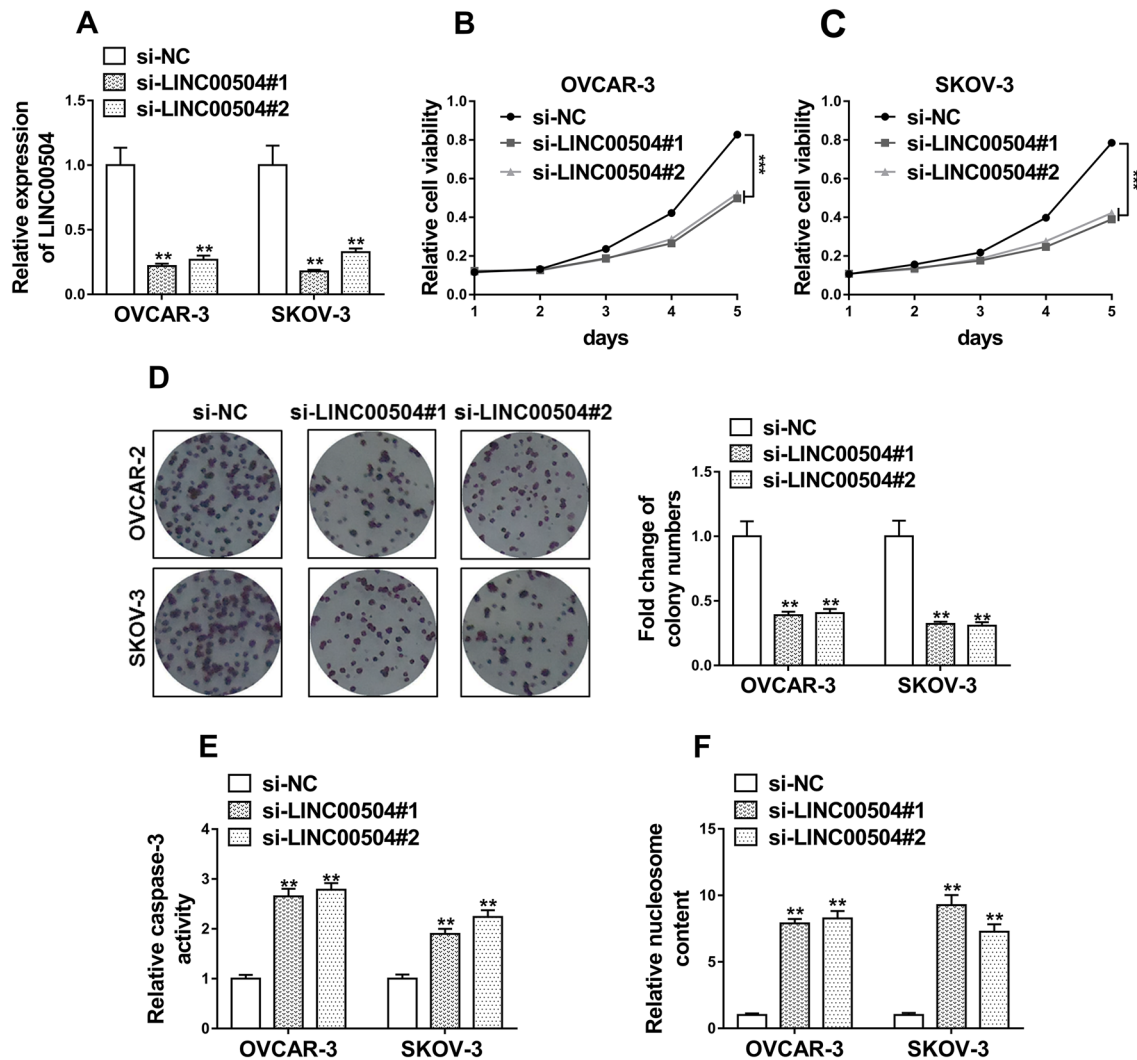 A
si-NC
si-LINC00504#1
si-LINC00504#2
Relative expression
of LINC00504
1.5
1.0
0.5
0.0
** ** ** **
OVCAR-3 SKOV-3
B
OVCAR-3
si-NC
si-LINC00504#1
si-LINC00504#2
Relative cell viability
1.0
0.8
0.6
0.4
0.2
0.0
***
1 2 3 4 5
days
C
SKOV-3
si-NC
si-LINC00504#1
si-LINC00504#2
Relative cell viability
1.0
0.8
0.6
0.4
0.2
0.0
***
1 2 3 4 5
days
D
si-NC si-LINC00504#1 si-LINC00504#2
OVCAR-2
SKOV-3
si-NC
si-LINC00504#1
si-LINC00504#2
Fold change of
colony numbers
1.5
1.0
0.5
0.0
** ** ** **
OVCAR-3 SKOV-3
E
si-NC
si-LINC00504#1
si-LINC00504#2
Relative caspase-3
activity
4
3
2
1
0
** ** ** **
OVCAR-3 SKOV-3
F
si-NC
si-LINC00504#1
si-LINC00504#2
Relative nucleosome
content
15
10
5
0
** ** ** **
OVCAR-3 SKOV-3